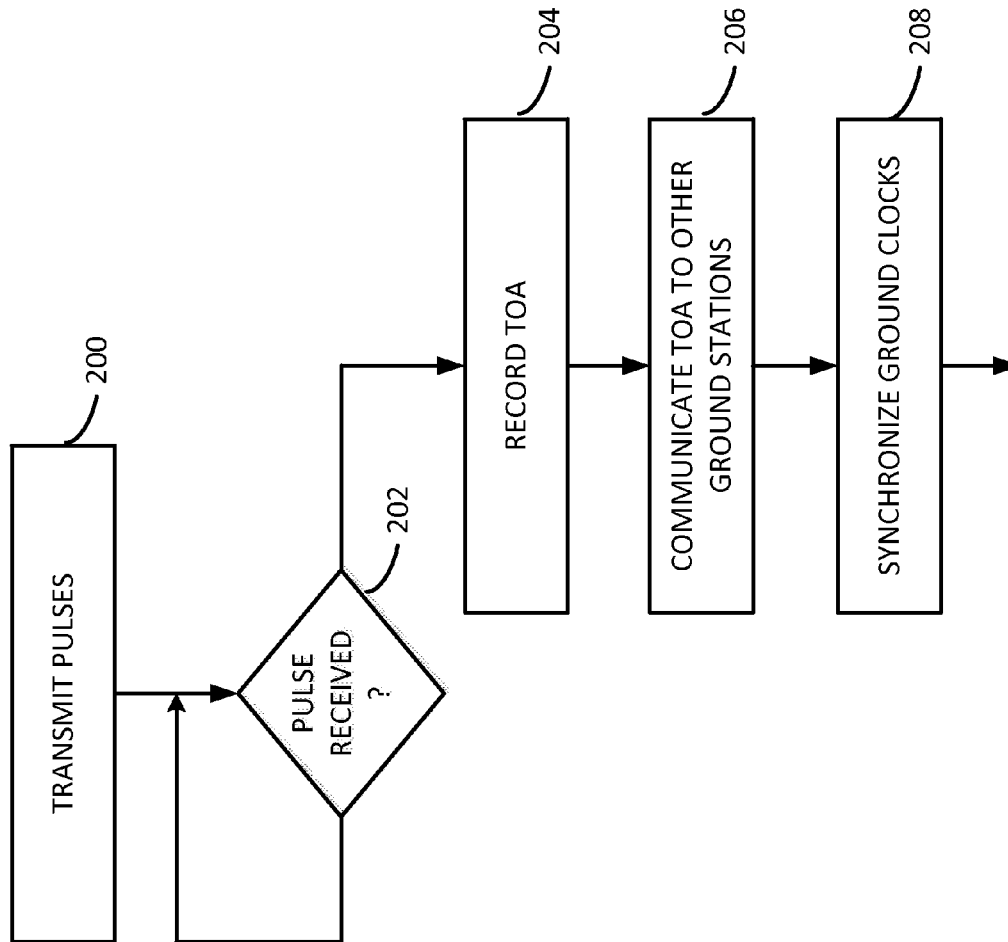 TRANSMIT PULSES
200
PULSE
RECEIVED
?
202
RECORD TOA
204
COMMUNICATE TOA TO OTHER
GROUND STATIONS
206
SYNCHRONIZE GROUND CLOCKS
208